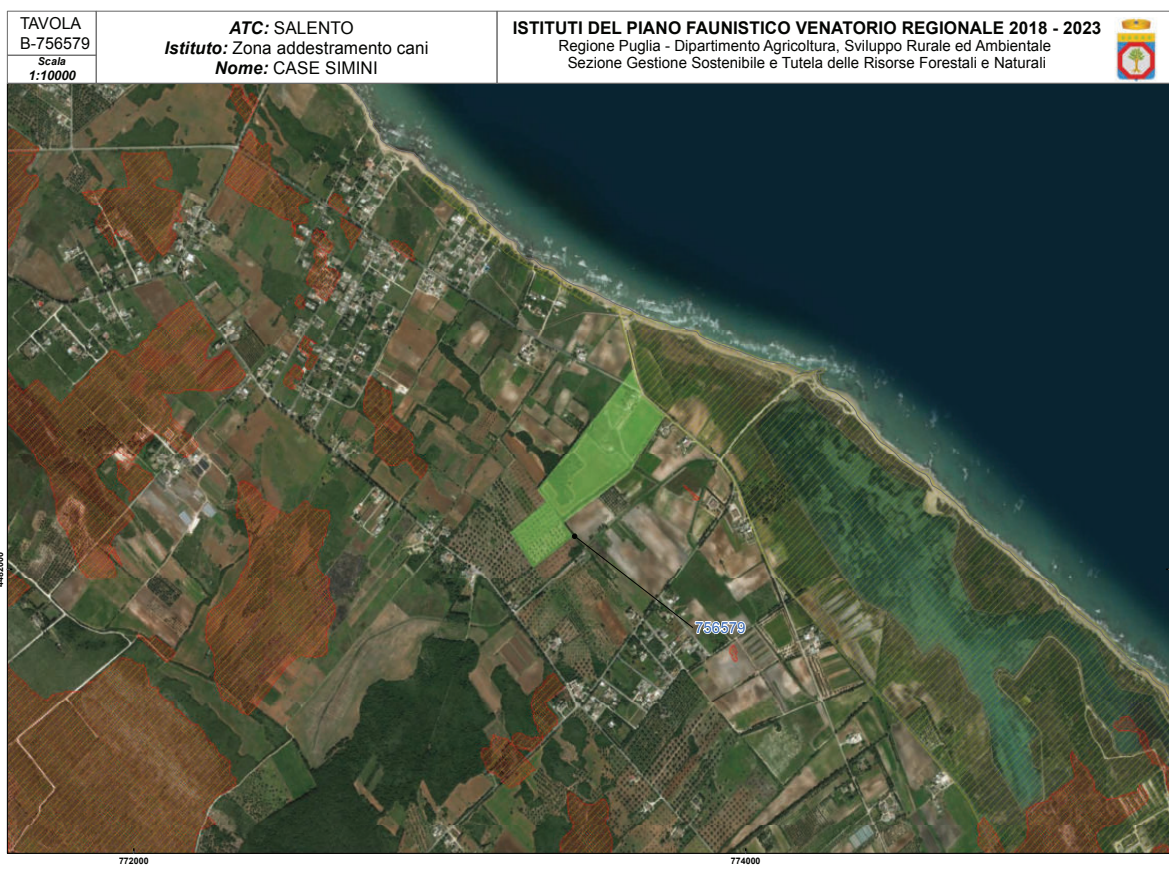 TAVOLA
B-756579
Scala
1:10000
ATC: SALENTO
Istituto: Zona addestramento cani
Nome: CASE SIMINI
ISTITUTI DEL PIANO FAUNISTICO VENATORIO REGIONALE 2018 - 2023
Regione Puglia - Dipartimento Agricoltura, Sviluppo Rurale ed Ambientale
Sezione Gestione Sostenibile e Tutela delle Risorse Forestali e Naturali
756579
772000
774000